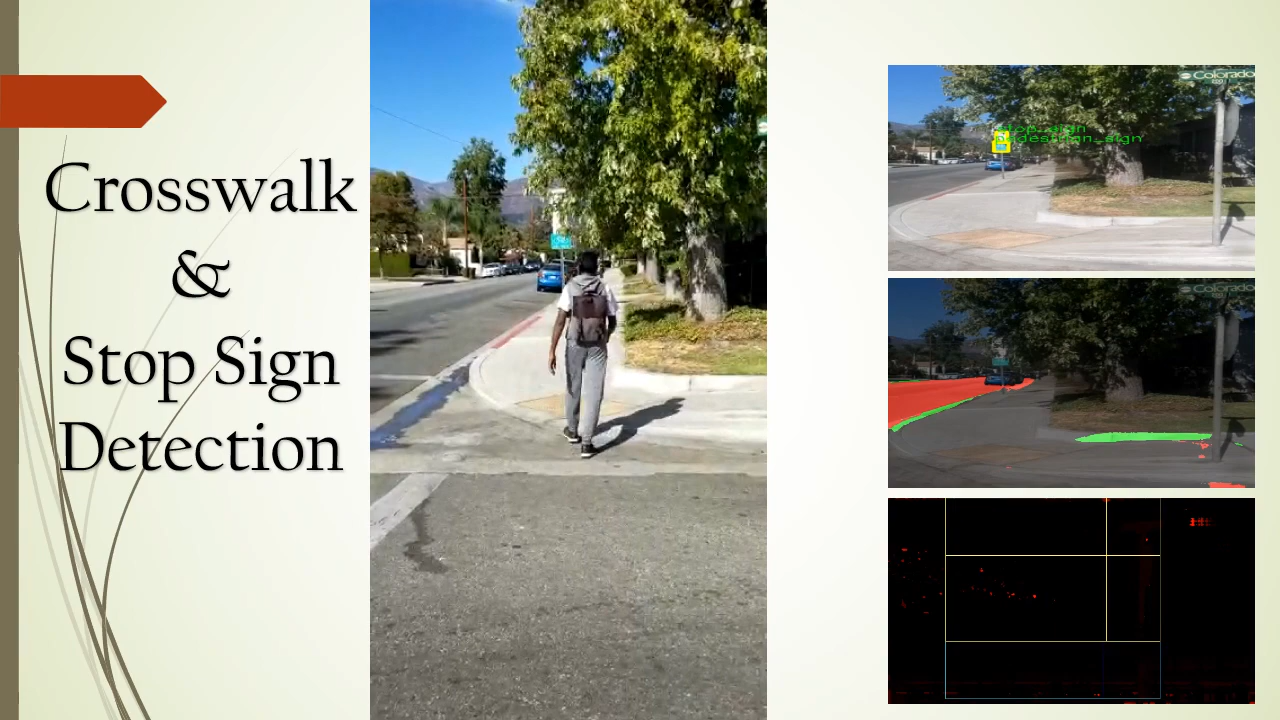 Crosswalk
&
Stop Sign
Detection
Colorado
stop_sign
pedestrian_sign
Colorado